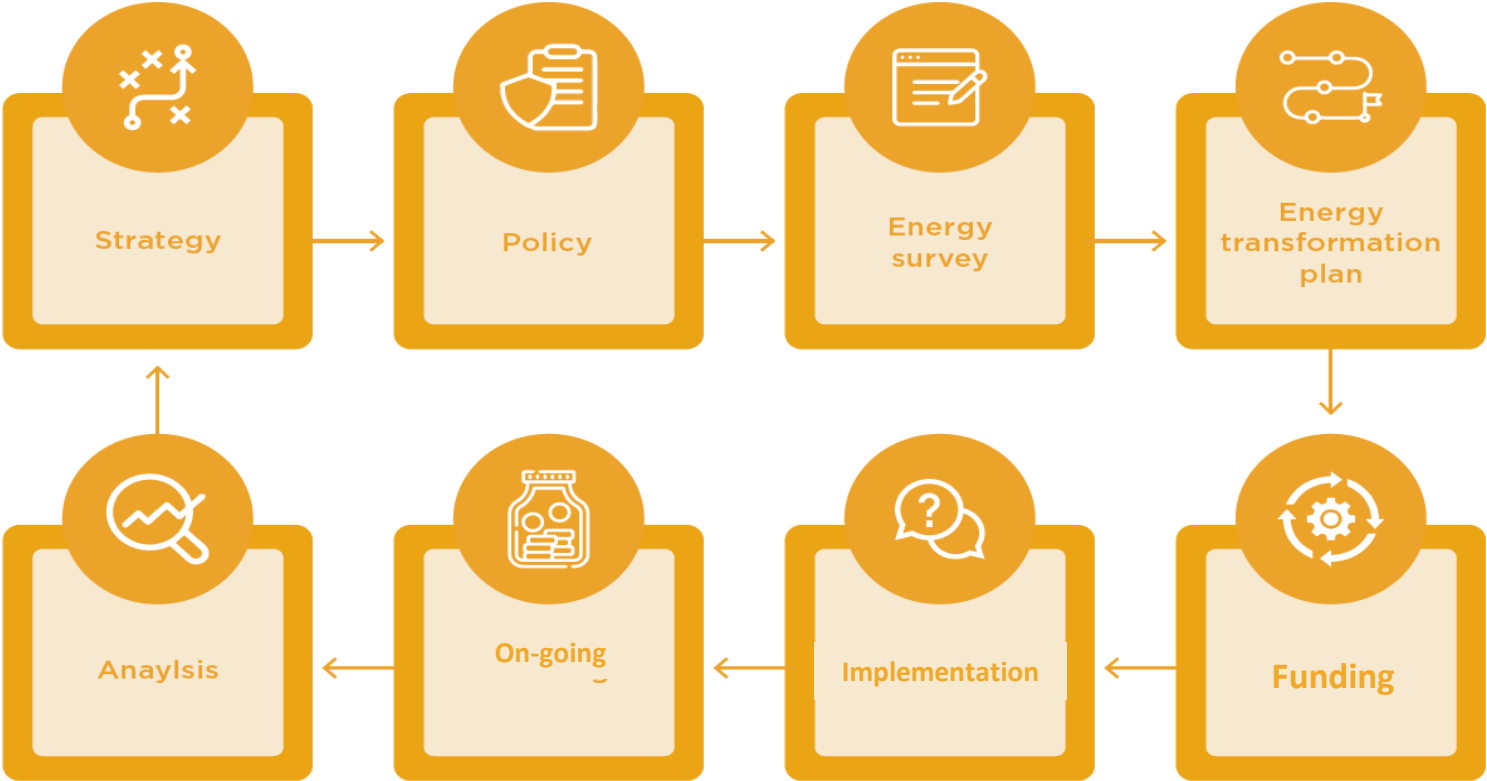 Strategy
Policy
Energy
survey
Energy
transformation
plan
Anaylsis
On-going
Implementation
Funding
?